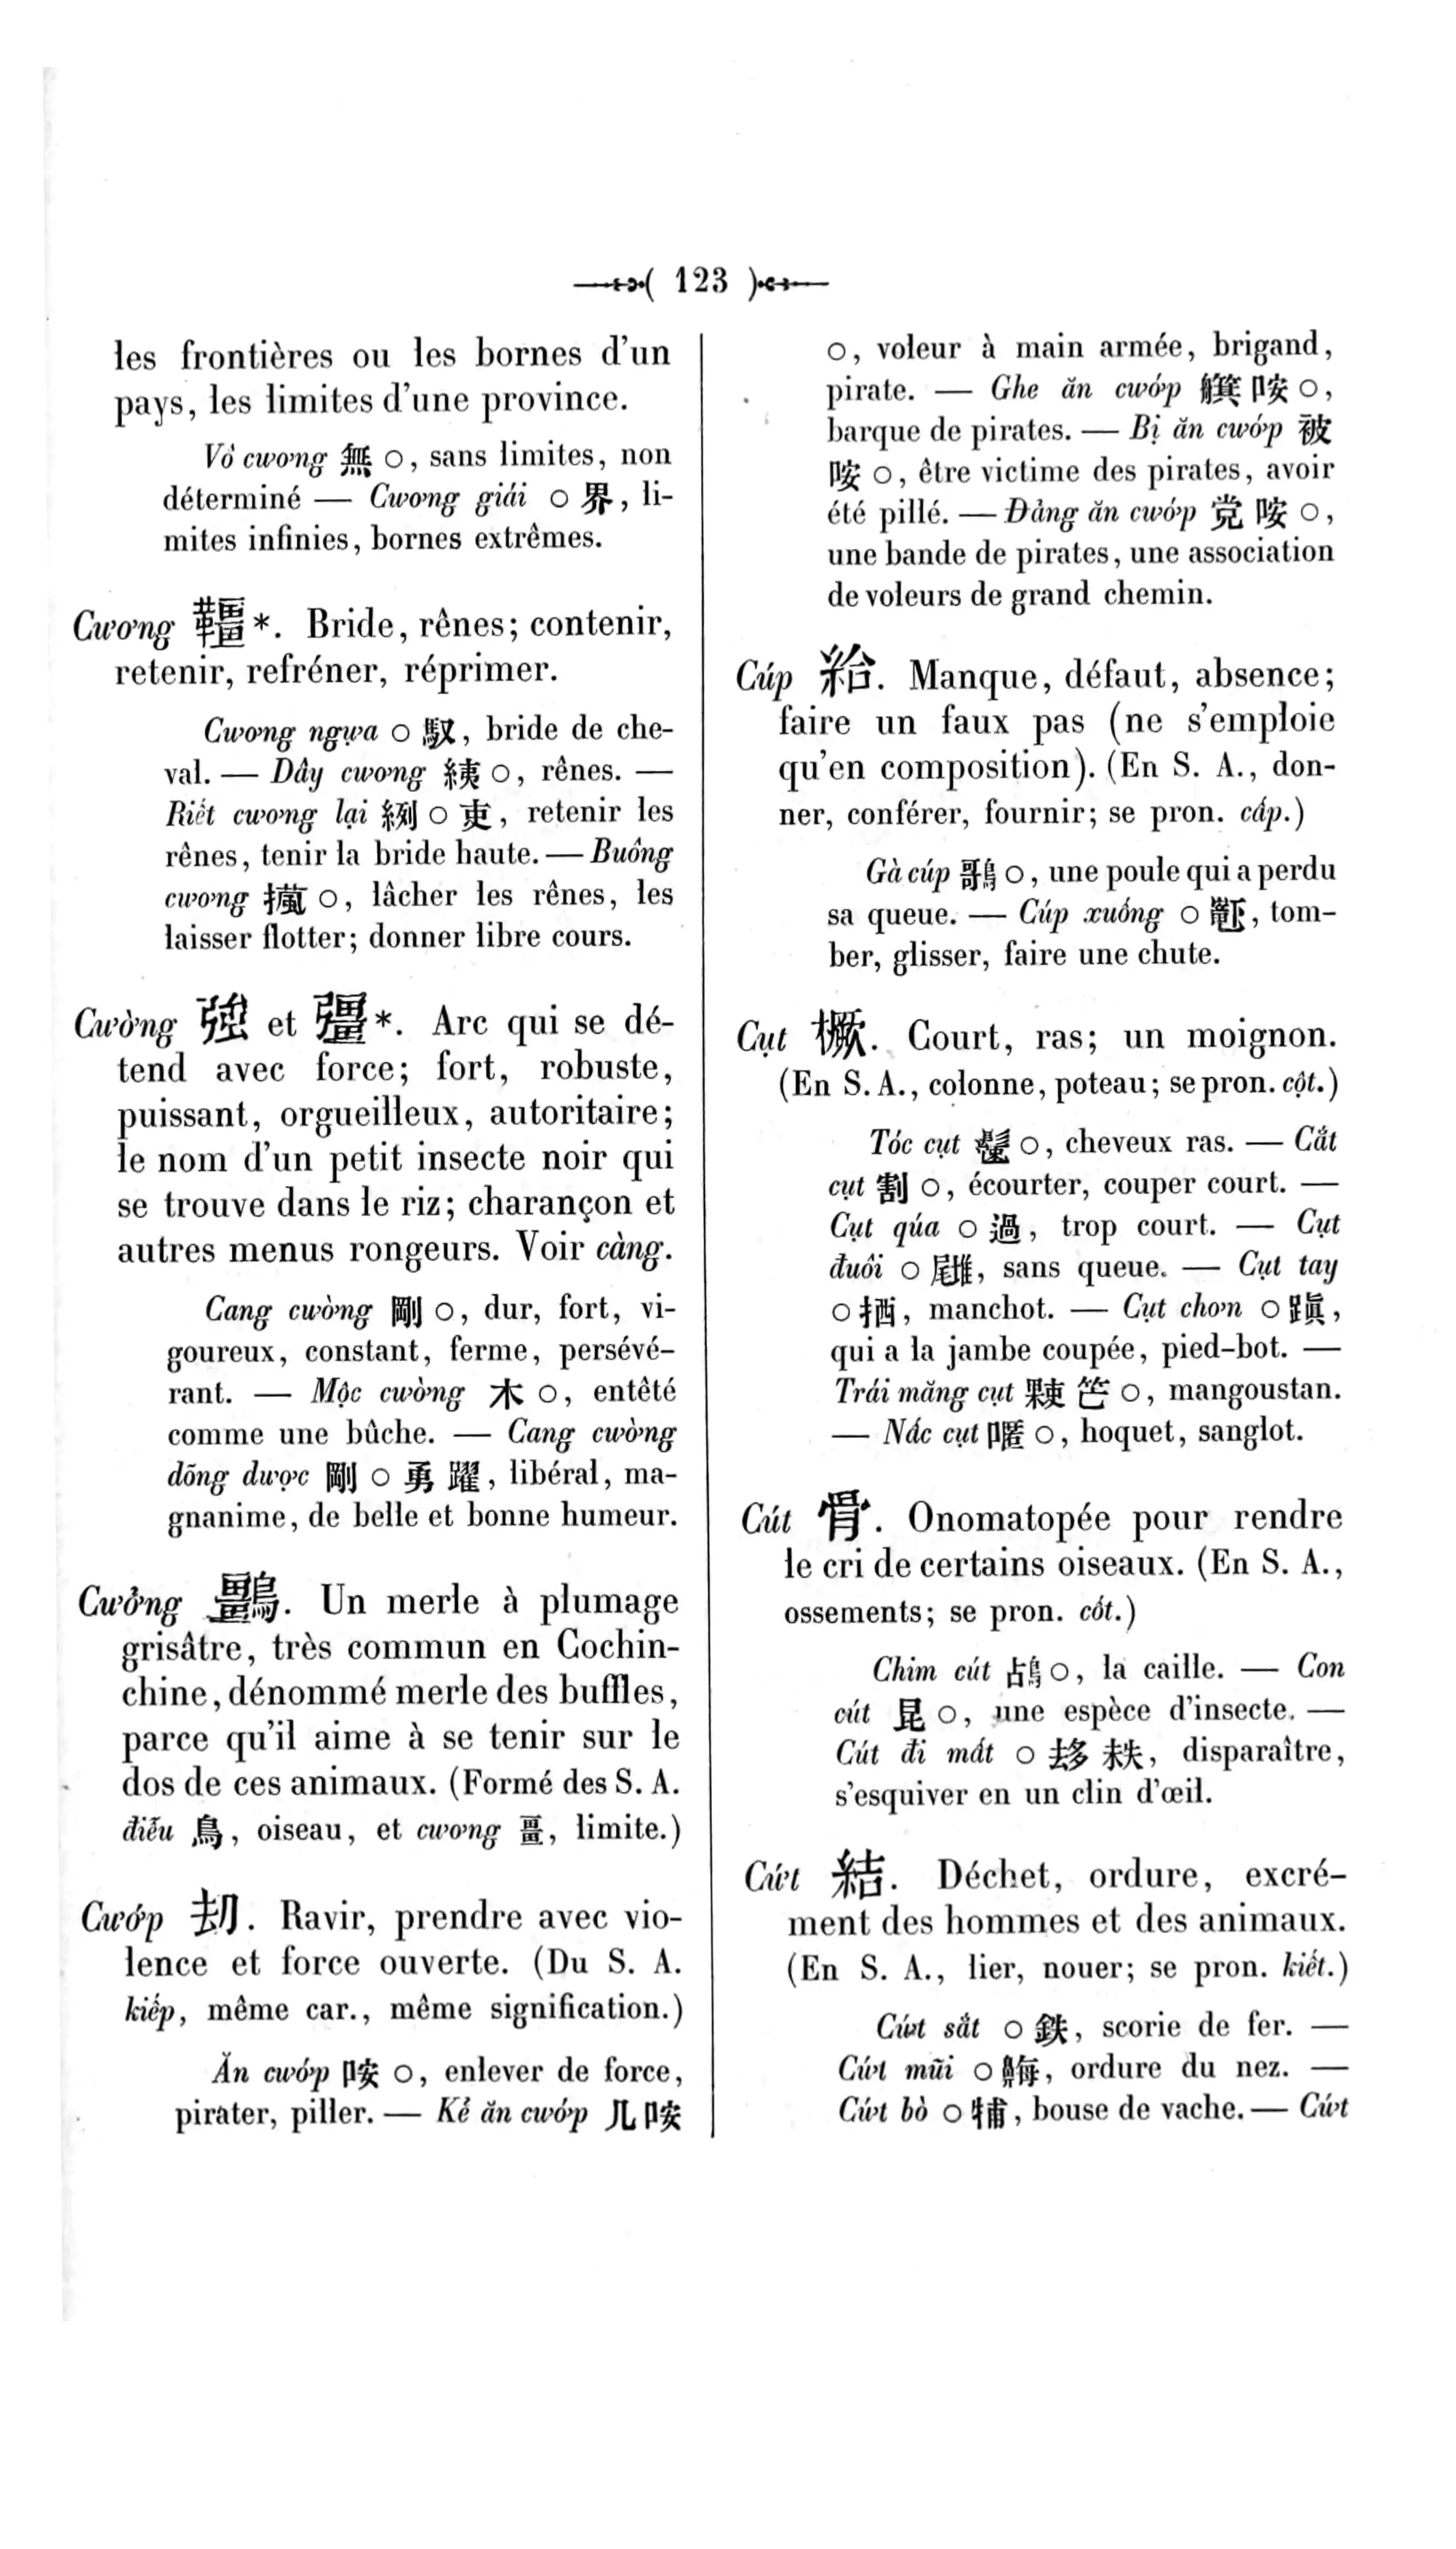 ( 123 )
les frontières ou les bornes d'un
pays, les limites d'une province.
Vô cương 無 ○, sans limites, non
déterminé — Cương giái ○ 界, li-
mites infinies, bornes extrêmes.
Cương 韁 *. Bride, rênes; contenir,
retenir, refréner, réprimer.
Cương ngựa ○ 馭, bride de che-
val. — Dây cương ○, rênes. —
Riết cương lại ○, retenir les
rênes, tenir la bride haute. — Buông
cương ○, lâcher les rênes, les
laisser flotter; donner libre cours.
Cường 強 et 彊 *. Arc qui se dé-
tend avec force; fort, robuste,
puissant, orgueilleux, autoritaire;
le nom d'un petit insecte noir qui
se trouve dans le riz; charançon et
autres menus rongeurs. Voir càng.
Cang cường 剛 ○, dur, fort, vi-
goureux, constant, ferme, persévé-
rant. — Mộc cường 木 ○, entêté
comme une bûche. — Cang cường
dõng dược 剛 ○ 勇 躍, libéral, ma-
gnanime, de belle et bonne humeur.
Cưởng. Un merle à plumage
grisâtre, très commun en Cochin-
chine, dénommé merle des buffles,
parce qu'il aime à se tenir sur le
dos de ces animaux. (Formé des S. A.
điểu 鳥, oiseau, et cương 畺, limite.)
Cướp 刧. Ravir, prendre avec vio-
lence et force ouverte. (Du S. A.
kiếp, même car., même signification.)
Ăn cướp 咹 ○, enlever de force,
pirater, piller. — Kẻ ăn cướp 几 咹
○, voleur à main armée, brigand,
pirate. — Ghe ăn cướp 咹 ○,
barque de pirates. — Bị ăn cướp 被
咹 ○, être victime des pirates, avoir
été pillé. — Đảng ăn cướp 党 咹 ○,
une bande de pirates, une association
de voleurs de grand chemin.
Cúp 給. Manque, défaut, absence;
faire un faux pas (ne s'emploie
qu'en composition). (En S. A., don-
ner, conférer, fournir; se pron. cấp.)
Gà cúp ○, une poule qui a perdu
sa queue. — Cúp xuống ○, tom-
ber, glisser, faire une chute.
Cụt 橛. Court, ras; un moignon.
(En S. A., colonne, poteau; se pron. cột.)
Tóc cụt ○, cheveux ras. — Cắt
cụt 割 ○, écourter, couper court. —
Cụt qúa ○ 過, trop court. — Cụt
đuôi ○, sans queue. — Cụt tay
○, manchot. — Cụt chơn ○ 蹎,
qui a la jambe coupée, pied-bot. —
Trái măng cụt ○, mangoustan.
— Nấc cụt ○, hoquet, sanglot.
Cút 骨. Onomatopée pour rendre
le cri de certains oiseaux. (En S. A.,
ossements; se pron. cốt.)
Chim cút ○, la caille. — Con
cút 昆 ○, une espèce d'insecte. —
Cút đi mất ○, disparaître,
s'esquiver en un clin d'œil.
Cứt 結. Déchet, ordure, excré-
ment des hommes et des animaux.
(En S. A., lier, nouer; se pron. kiết.)
Cứt sắt ○ 鉄, scorie de fer. —
Cứt mũi ○, ordure du nez. —
Cứt bò ○ 𤙭, bouse de vache. — Cứt